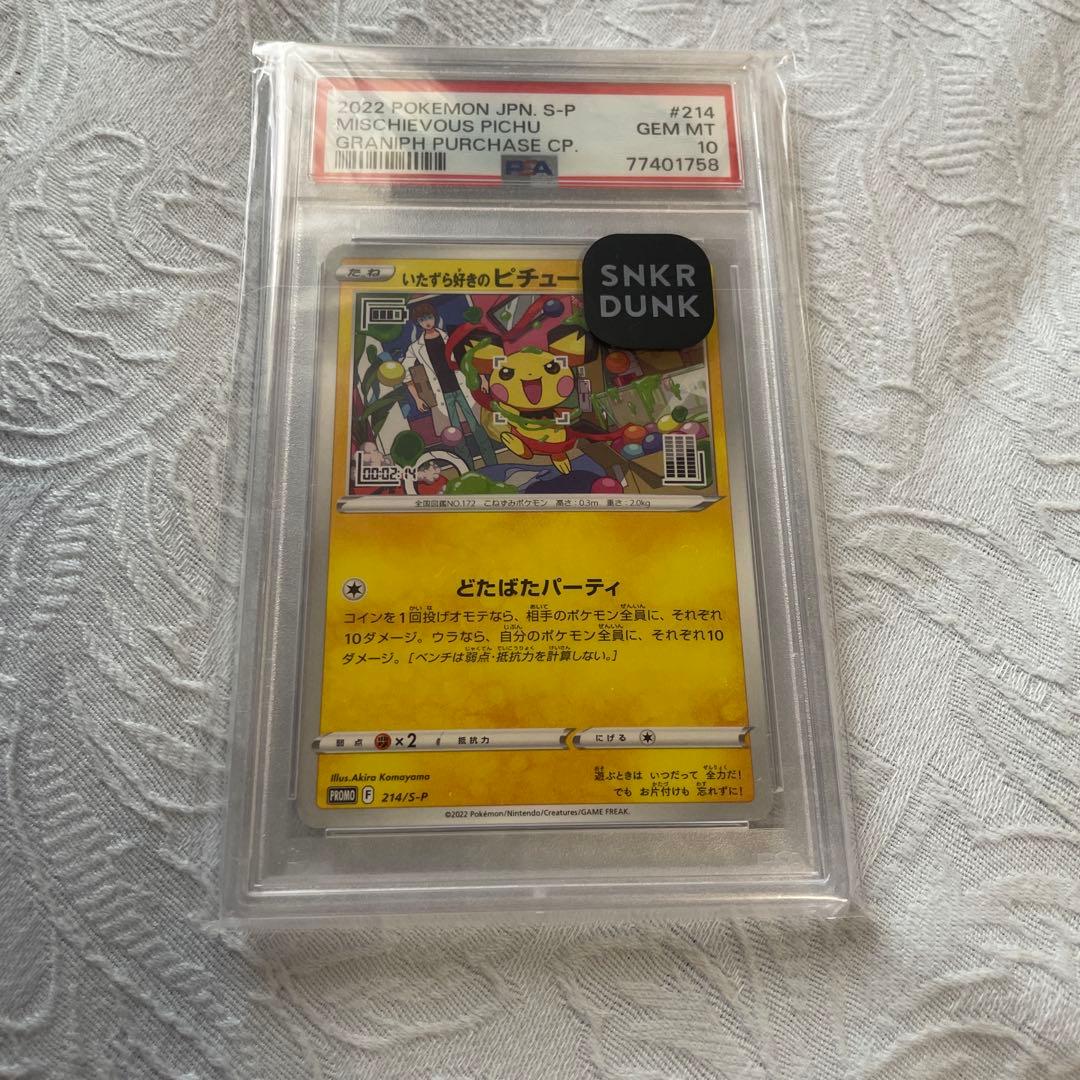 2022 POKEMON JPN. S-P #214
MISCHIEVOUS PICHU GEM MT
GRANIPH PURCHASE CP. 10
PSA 77401758
SNKR
DUNK
たね いたずら好きのピチュー
00:02:14
全国図鑑NO.172 こねずみポケモン 高さ:0.3m 重さ:2.0kg
どたばたパーティ
コインを1回投げオモテなら、相手のポケモン全員に、それぞれ
10ダメージ。ウラなら、自分のポケモン全員に、それぞれ10
ダメージ。[ベンチは弱点・抵抗力を計算しない。]
弱点 ×2 抵抗力 にげる
Illus.Akira Komayama
PROMO F 214/S-P
遊ぶときは いつだって 全力だ!
でも お片付けも 忘れずに!
©2022 Pokémon/Nintendo/Creatures/GAME FREAK.